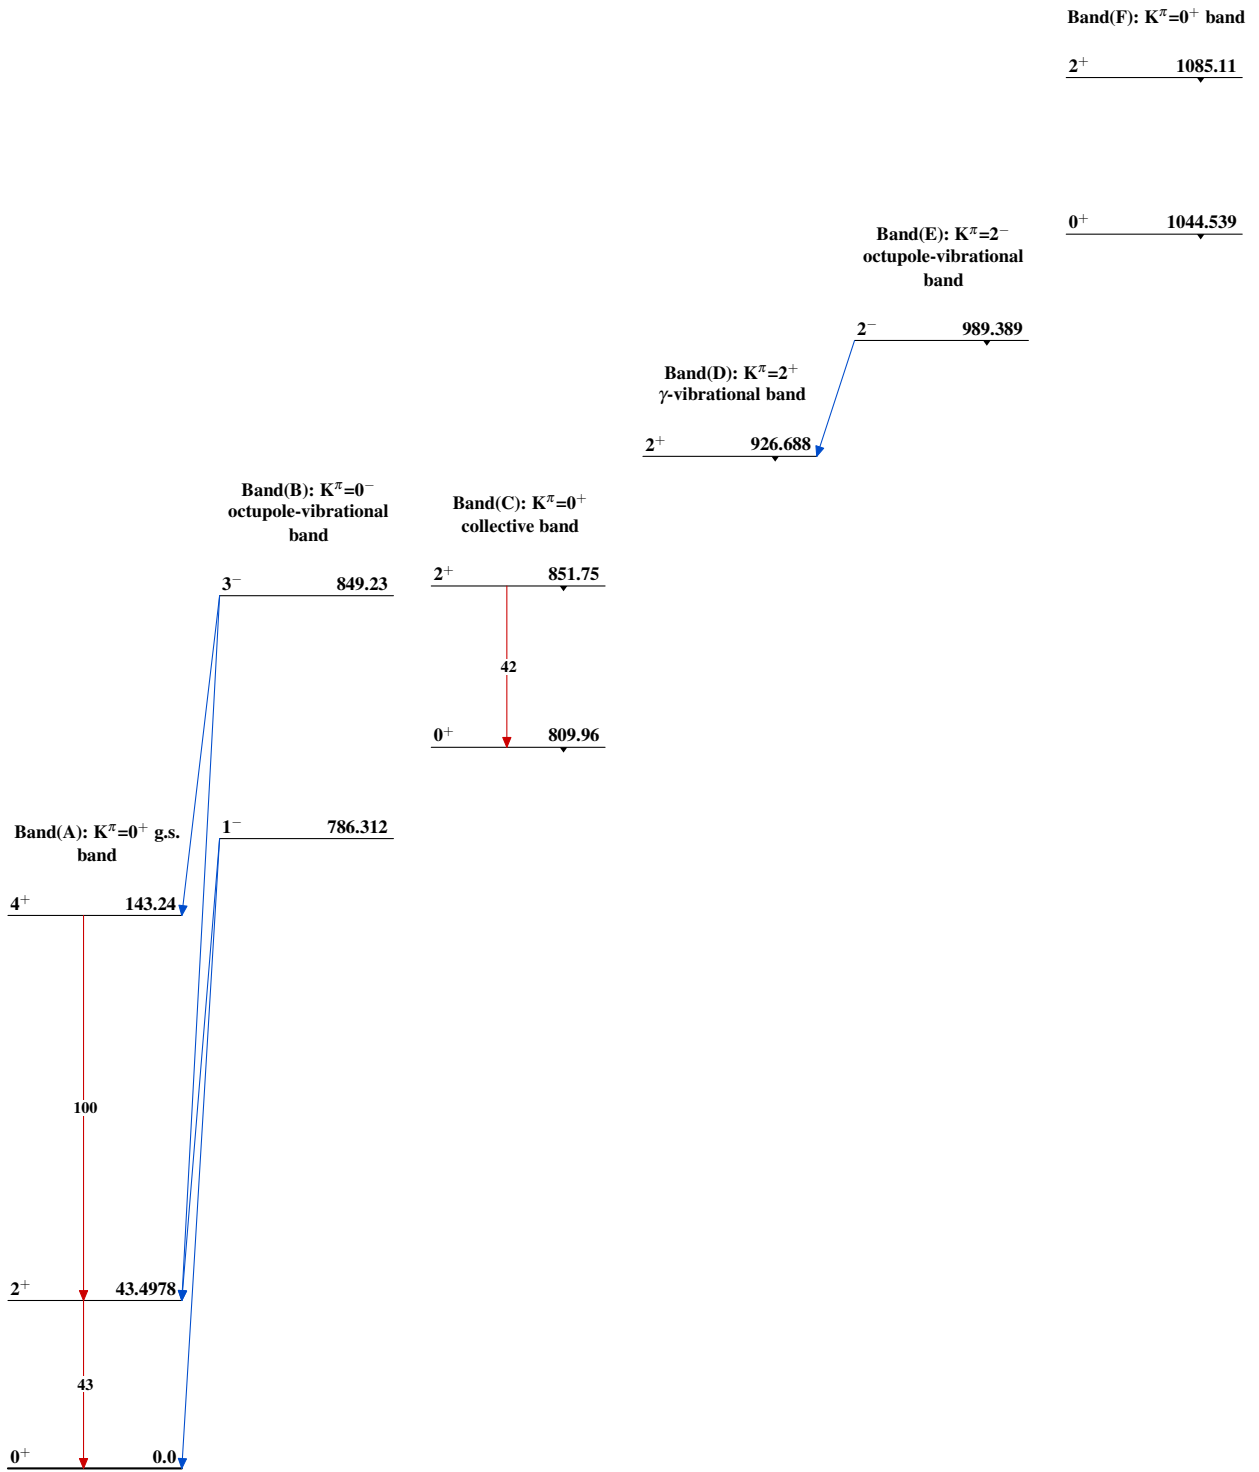 Band(A): K^π=0⁺ g.s.
band
4⁺ 143.24
100
2⁺ 43.4978
43
0⁺ 0.0
Band(B): K^π=0⁻
octupole-vibrational
band
3⁻ 849.23
1⁻ 786.312
Band(C): K^π=0⁺
collective band
2⁺ 851.75
42
0⁺ 809.96
Band(D): K^π=2⁺
γ-vibrational band
2⁺ 926.688
Band(E): K^π=2⁻
octupole-vibrational
band
2⁻ 989.389
Band(F): K^π=0⁺ band
2⁺ 1085.11
0⁺ 1044.539